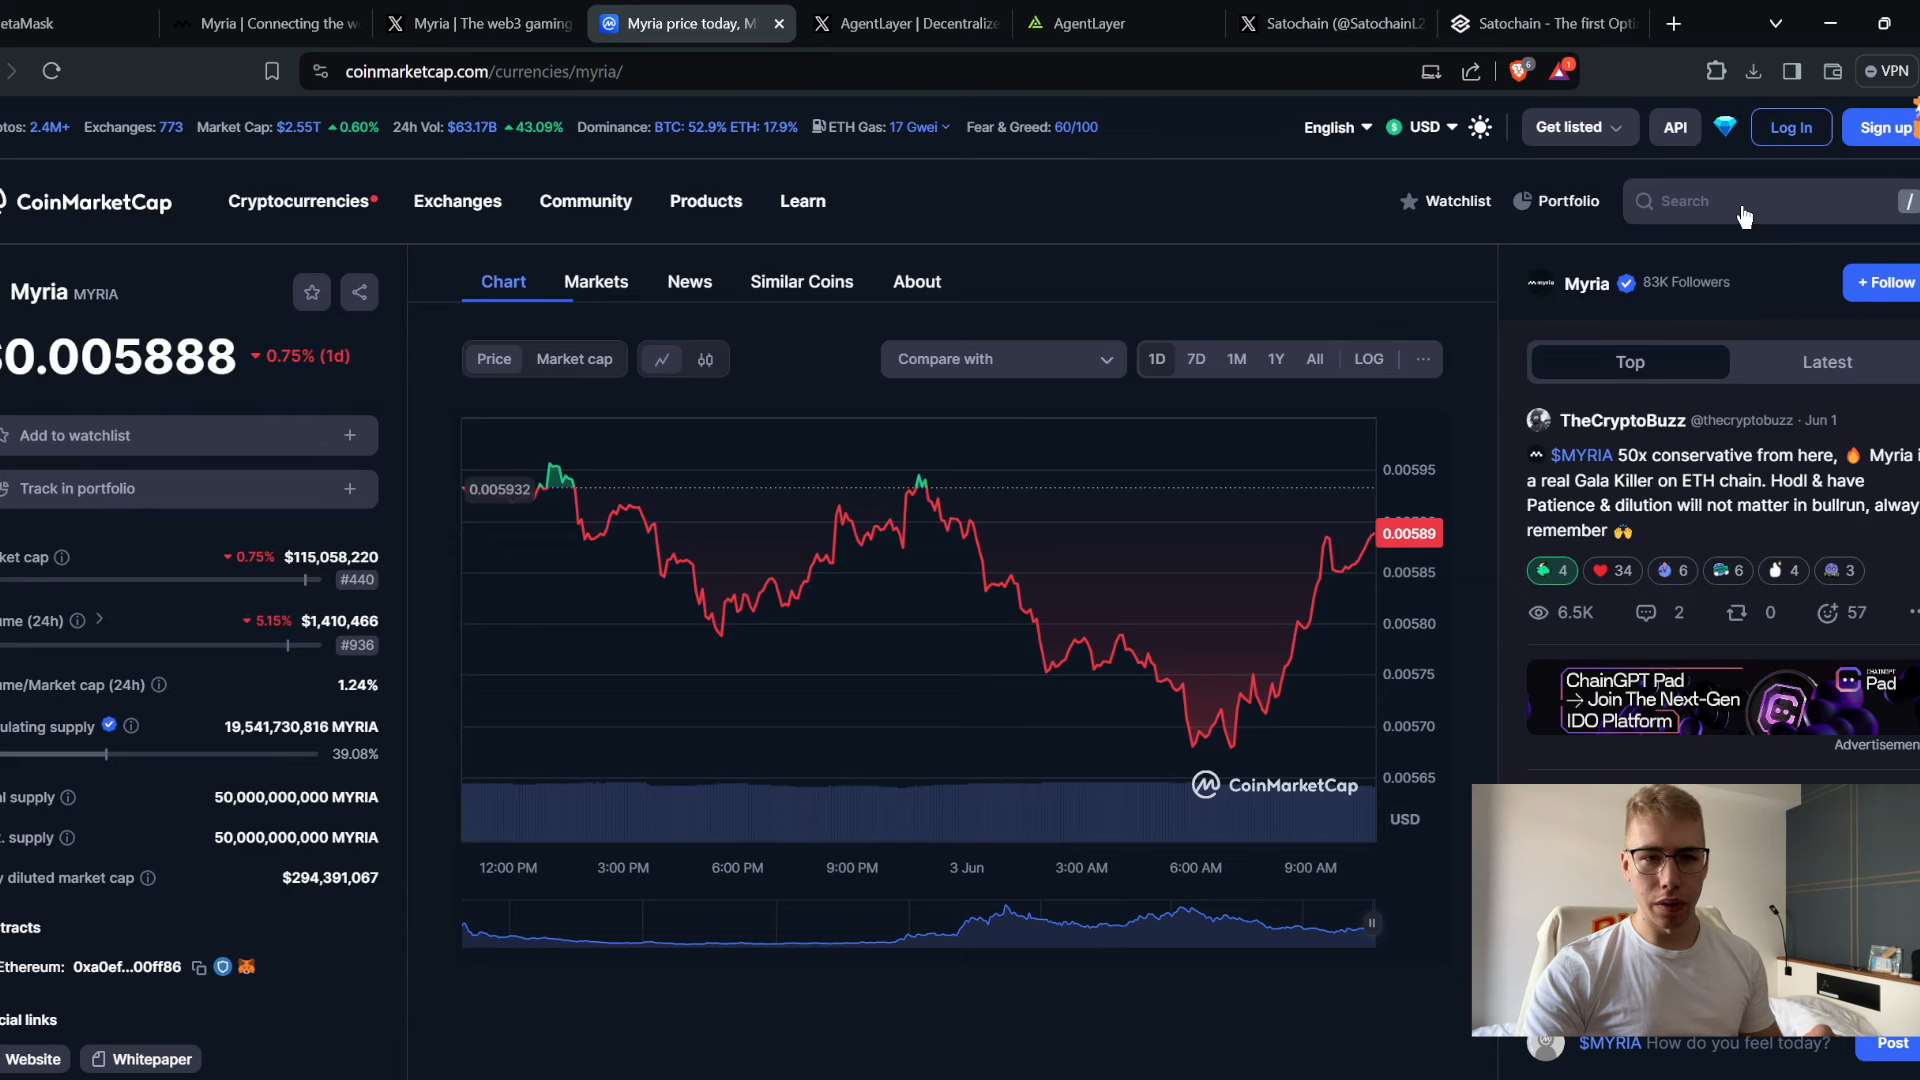 etaMask
Myria | Connecting the w
Myria | The web3 gaming
Myria price today, M
AgentLayer | Decentralize
AgentLayer
Satochain (@SatochainL2
Satochain - The first Opti
coinmarketcap.com/currencies/myria/
6
1
VPN
otos: 2.4M+ Exchanges: 773 Market Cap: $2.55T 0.60% 24h Vol: $63.17B 43.09% Dominance: BTC: 52.9% ETH: 17.9% ETH Gas: 17 Gwei Fear & Greed: 60/100
English
USD
Get listed
API
Log In
Sign up
CoinMarketCap
Cryptocurrencies
Exchanges
Community
Products
Learn
Watchlist
Portfolio
Search
/
Myria MYRIA
$0.005888 0.75% (1d)
Add to watchlist +
Track in portfolio +
ket cap 0.75% $115,058,220
#440
ume (24h) 5.15% $1,410,466
#936
ume/Market cap (24h) 1.24%
ulating supply 19,541,730,816 MYRIA
39.08%
al supply 50,000,000,000 MYRIA
. supply 50,000,000,000 MYRIA
y diluted market cap $294,391,067
tracts
Ethereum: 0xa0ef...00ff86
cial links
Website
Whitepaper
Chart
Markets
News
Similar Coins
About
Price
Market cap
Compare with
1D
7D
1M
1Y
All
LOG
...
0.005932
0.00595
0.00589
0.00585
0.00580
0.00575
0.00570
0.00565
CoinMarketCap
USD
12:00 PM
3:00 PM
6:00 PM
9:00 PM
3 Jun
3:00 AM
6:00 AM
9:00 AM
Myria 83K Followers
+ Follow
Top
Latest
TheCryptoBuzz @thecryptobuzz · Jun 1
$MYRIA 50x conservative from here, 🔥 Myria i
a real Gala Killer on ETH chain. Hodl & have
Patience & dilution will not matter in bullrun, alway
remember 🙌
4
34
6
6
4
3
6.5K
2
0
57
ChainGPT Pad
→ Join The Next-Gen
IDO Platform
CHAINGPT
Pad
Advertisemen
$MYRIA How do you feel today?
Post